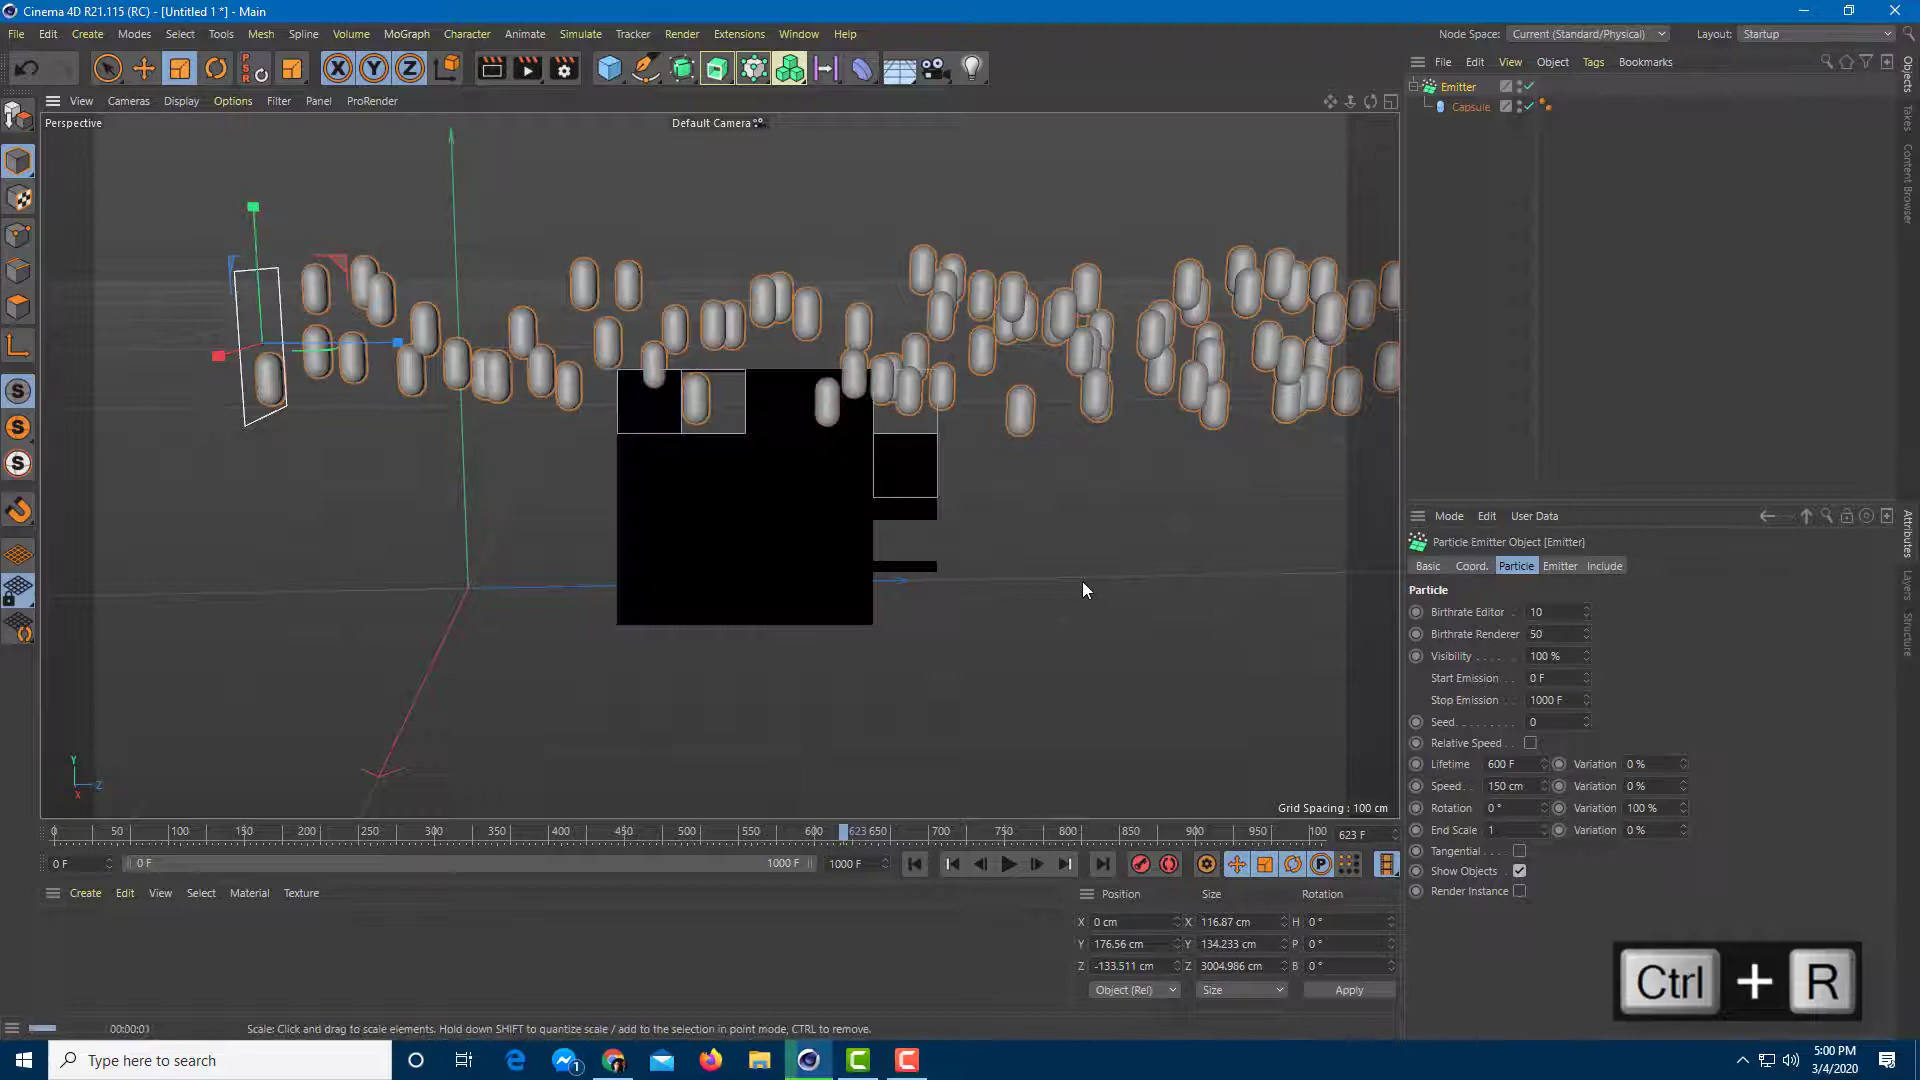 Cinema 4D R21.115 (RC) - [Untitled 1 *] - Main
File Edit Create Modes Select Tools Mesh Spline Volume MoGraph Character Animate Simulate Tracker Render Extensions Window Help Node Space: Current (Standard/Physical) Layout: Startup
View Cameras Display Options Filter Panel ProRender
Perspective Default Camera
File Edit View Object Tags Bookmarks
Emitter
Capsule
Objects Takes Content Browser
Mode Edit User Data
Particle Emitter Object [Emitter]
Basic Coord. Particle Emitter Include
Attributes Layers Structure
Particle
Birthrate Editor . 10
Birthrate Renderer 50
Visibility . . . . . 100 %
Start Emission . . 0 F
Stop Emission . . . 1000 F
Seed. . . . . . . . . 0
Relative Speed . .
Lifetime 600 F Variation 0 %
Speed. . 150 cm Variation 0 %
Rotation 0 ° Variation 100 %
End Scale 1 Variation 0 %
Tangential . . . .
Show Objects .
Render Instance
Y
Z
X
Grid Spacing : 100 cm
0 50 100 150 200 250 300 350 400 450 500 550 600 623 650 700 750 800 850 900 950 100 623 F
0 F 0 F 1000 F 1000 F
Create Edit View Select Material Texture
Position Size Rotation
X 0 cm X 116.87 cm H 0 °
Y 176.56 cm Y 134.233 cm P 0 °
Z -133.511 cm Z 3004.986 cm B 0 °
Object (Rel) Size Apply
Ctrl + R
00:00:01 Scale: Click and drag to scale elements. Hold down SHIFT to quantize scale / add to the selection in point mode, CTRL to remove.
Type here to search
1
5:00 PM
3/4/2020